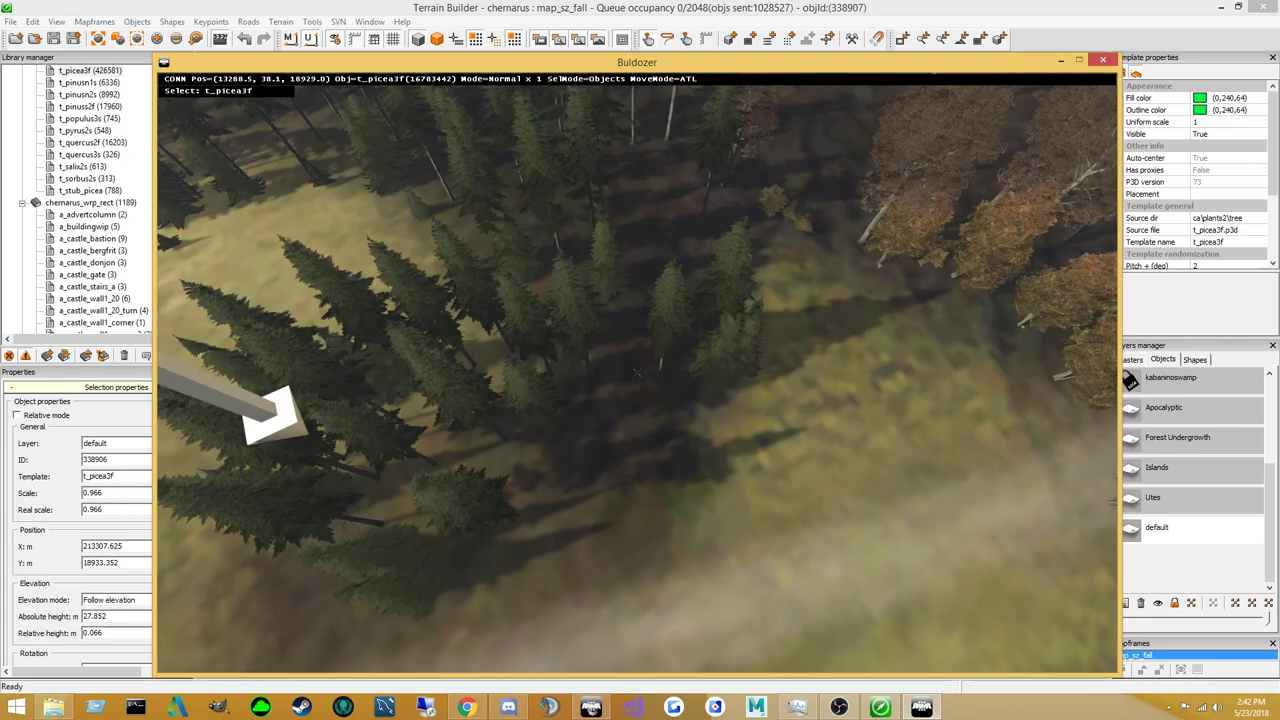 Terrain Builder - chernarus : map_sz_fall - Queue occupancy 0/2048(objs sent:1028527) - objId:(338907)
File Edit View Mapframes Objects Shapes Keypoints Roads Terrain Tools SVN Window Help
Library manager
t_picea3f (426581)
t_pinusn1s (6336)
t_pinusn2s (8992)
t_pinuss2f (17960)
t_populus3s (745)
t_pyrus2s (548)
t_quercus2f (16203)
t_quercus3s (326)
t_salix2s (613)
t_sorbus2s (313)
t_stub_picea (788)
chernarus_wrp_rect (1189)
a_advertcolumn (2)
a_buildingwip (5)
a_castle_bastion (9)
a_castle_bergfrit (3)
a_castle_donjon (3)
a_castle_gate (3)
a_castle_stairs_a (3)
a_castle_wall1_20 (6)
a_castle_wall1_20_turn (4)
a_castle_wall1_corner (1)
Properties
- Selection properties
Object properties
Relative mode
General
Layer: default
ID: 338906
Template: t_picea3f
Scale: 0.966
Real scale: 0.966
Position
X: m 213307.625
Y: m 18933.352
Elevation
Elevation mode: Follow elevation
Absolute height: m 27.852
Relative height: m 0.066
Rotation
Ready
Buldozer
CONN Pos=(13288.5, 38.1, 18929.0) Obj=t_picea3f(16783442) Mode=Normal x 1 SelMode=Objects MoveMode=ATL
Select: t_picea3f
Template properties
Appearance
Fill color (0,240,64)
Outline color (0,240,64)
Uniform scale 1
Visible True
Other info
Auto-center True
Has proxies False
P3D version 73
Placement
Template general
Source dir ca\plants2\tree
Source file t_picea3f.p3d
Template name t_picea3f
Template randomization
Pitch + (deg) 2
ayers manager
asters Objects Shapes
kabaninoswamp
Apocalyptic
Forest Undergrowth
Islands
Utes
default
apframes
ap_sz_fall
2:42 PM
5/23/2018